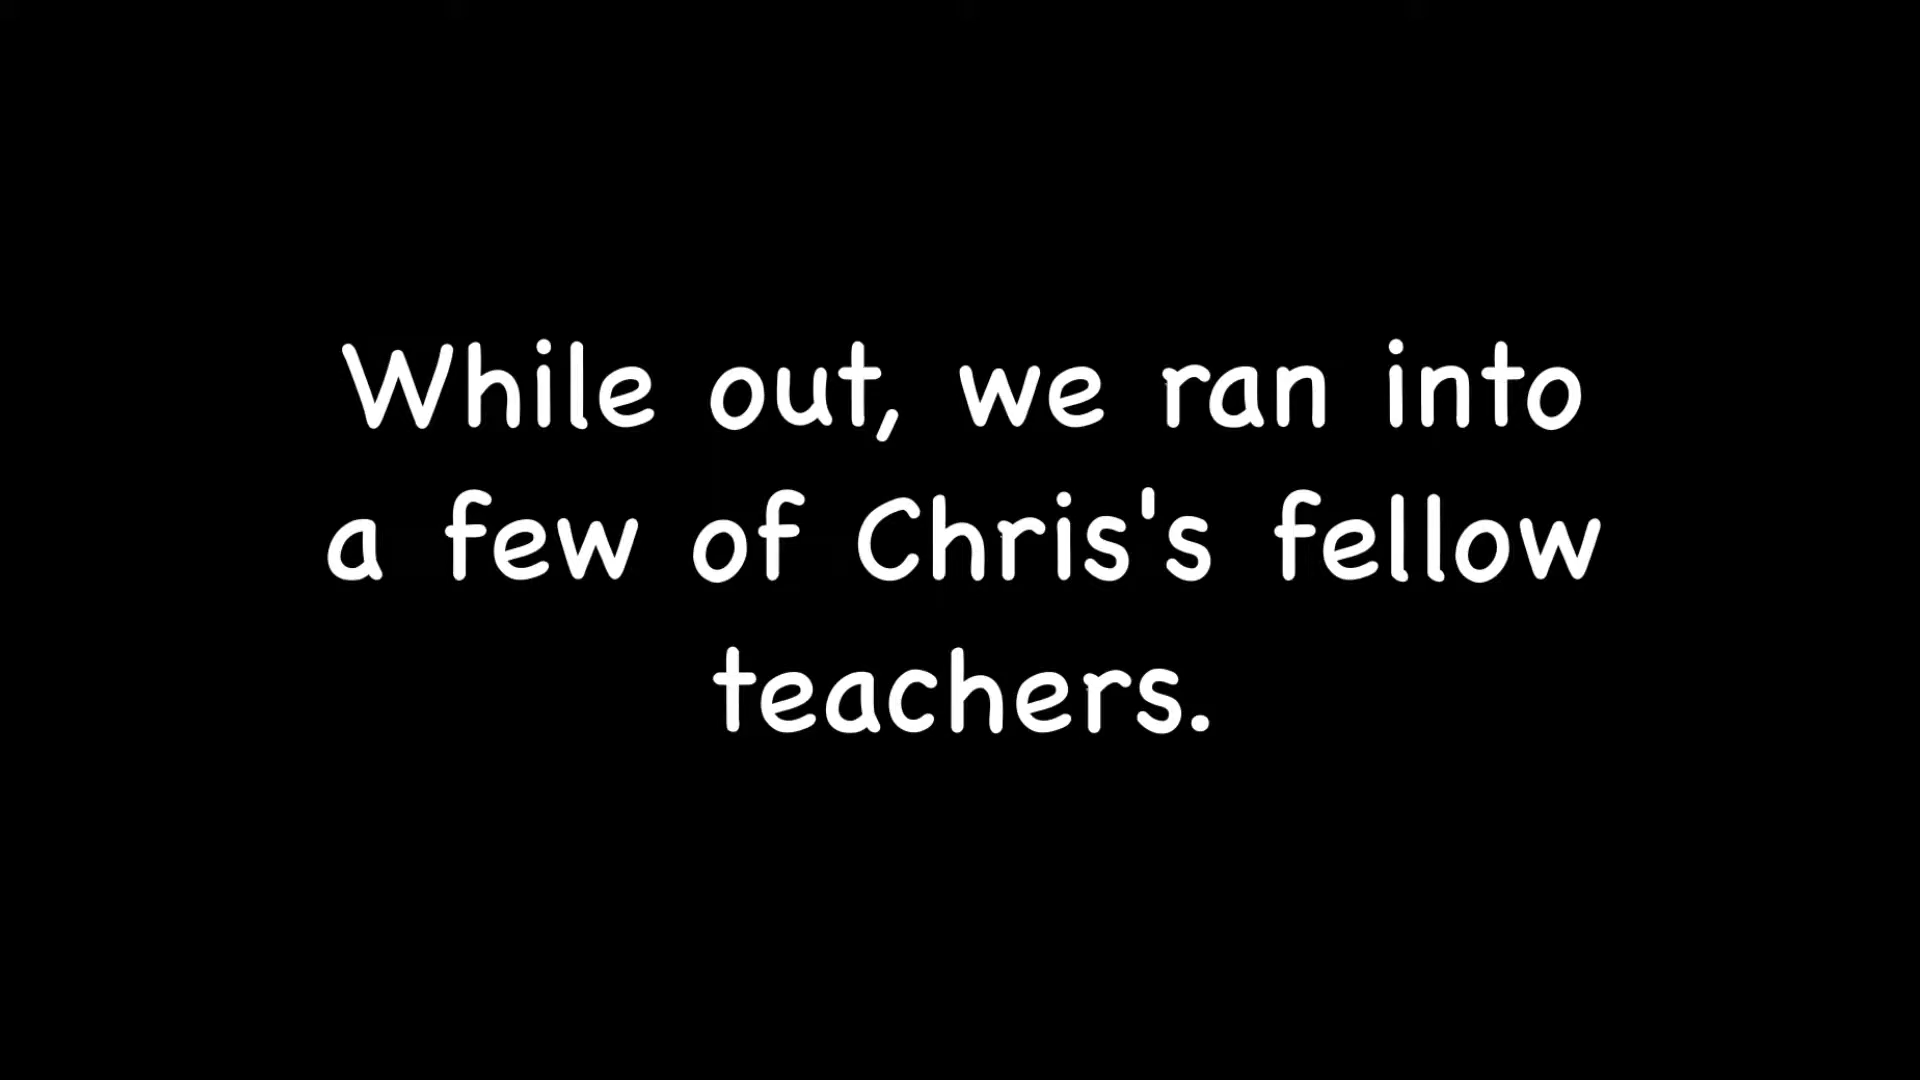 While out, we ran into
a few of Chris's fellow
teachers.